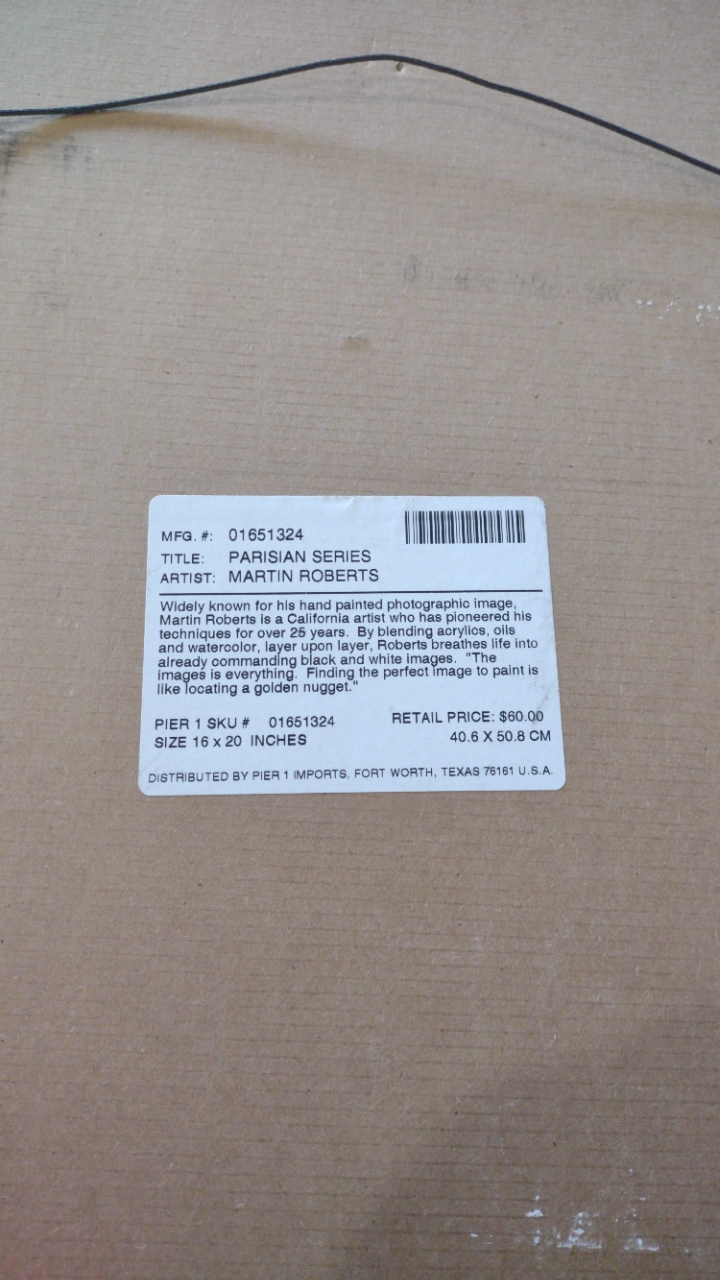 MFG. #: 01651324
TITLE: PARISIAN SERIES
ARTIST: MARTIN ROBERTS
Widely known for his hand painted photographic image,
Martin Roberts is a California artist who has pioneered his
techniques for over 25 years. By blending acrylics, oils
and watercolor, layer upon layer, Roberts breathes life into
already commanding black and white images. "The
images is everything. Finding the perfect image to paint is
like locating a golden nugget."
PIER 1 SKU # 01651324 RETAIL PRICE: $60.00
SIZE 16 x 20 INCHES 40.6 X 50.8 CM
DISTRIBUTED BY PIER 1 IMPORTS, FORT WORTH, TEXAS 76161 U.S.A.